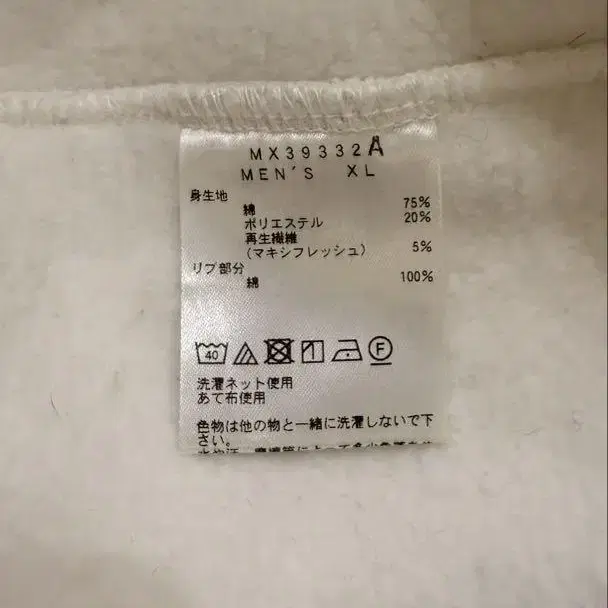 MX39332A
MEN'S XL
身生地
綿 75%
ポリエステル 20%
再生繊維
(マキシフレッシュ) 5%
リブ部分
綿 100%
40
F
洗濯ネット使用
あて布使用
色物は他の物と一緒に洗濯しないで下
さい。